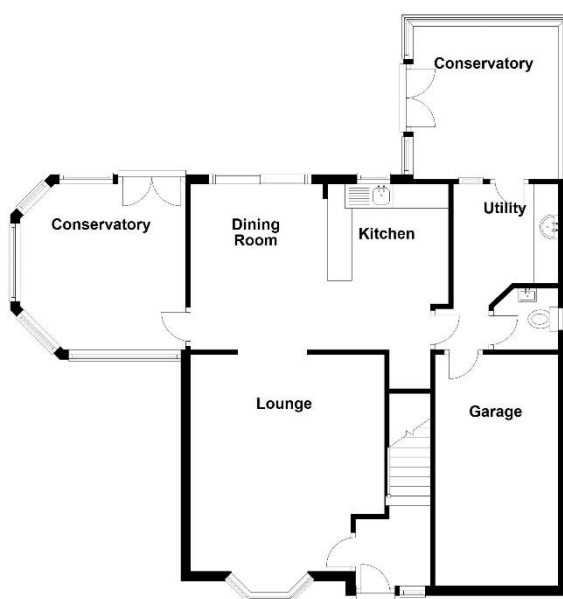 Conservatory
Conservatory
Dining
Room
Kitchen
Utility
Lounge
Garage